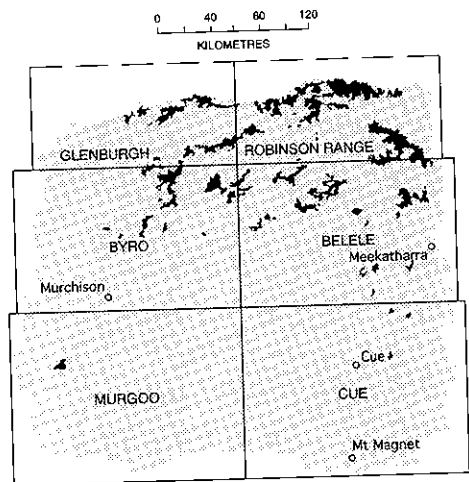 0 40 60 120
KILOMETRES
GLENBURGH
ROBINSON RANGE
BYRO
BELELE
Meekatharra
Murchison
Cue
MURGOO
CUE
Mt Magnet